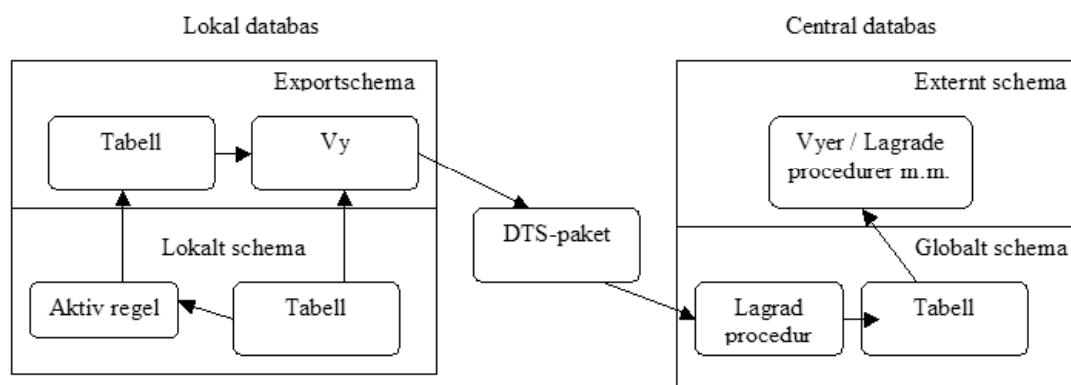 Lokal databas
Central databas
Exportschema
Externt schema
Tabell
Vy
Vyer / Lagrade
procedurer m.m.
DTS-paket
Lokalt schema
Globalt schema
Aktiv regel
Tabell
Lagrad
procedur
Tabell